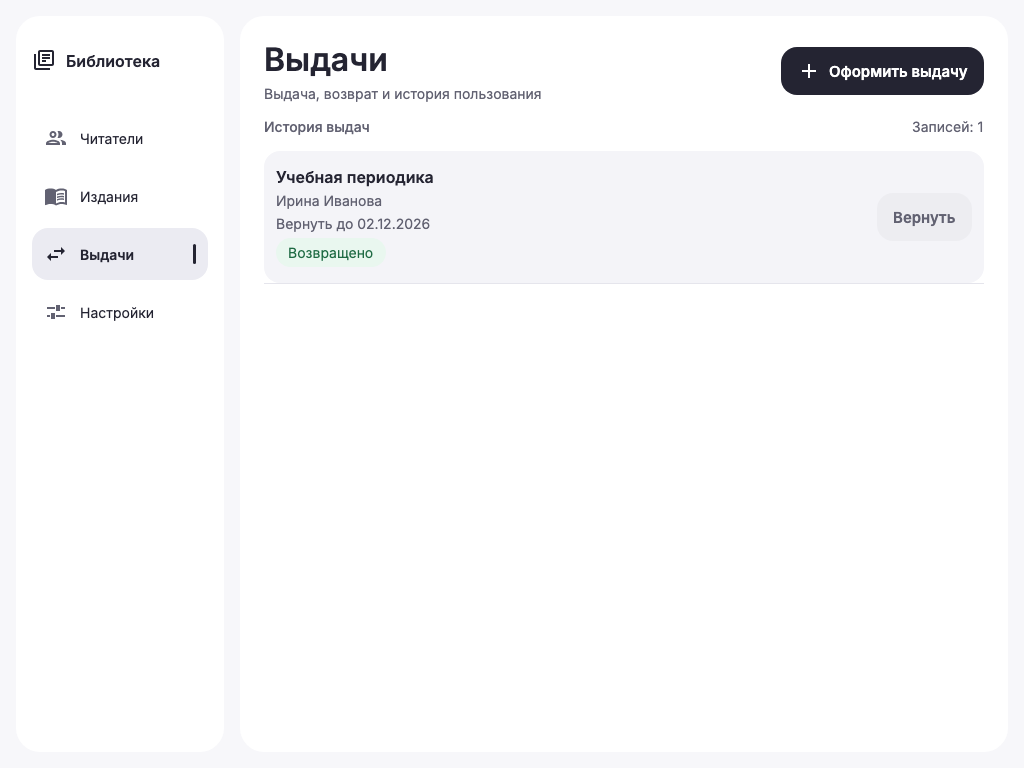 Библиотека
Читатели
Издания
Выдачи
Настройки
Выдачи
Выдача, возврат и история пользования
Оформить выдачу
История выдач
Записей: 1
Учебная периодика
Ирина Иванова
Вернуть до 02.12.2026
Возвращено
Вернуть